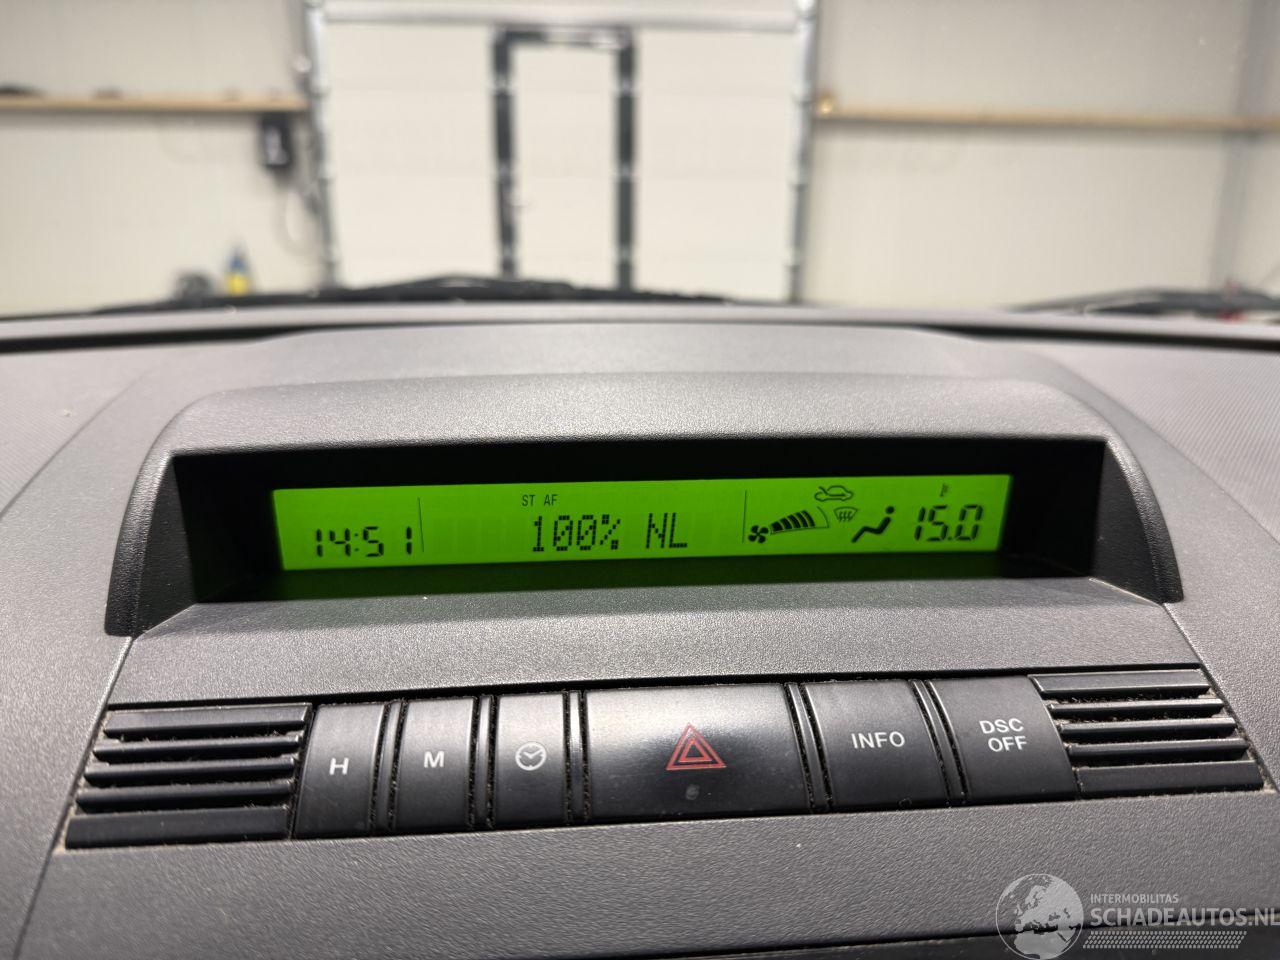 ST AF
14:51
100% NL
15.0
H
M
INFO
DSC
OFF
INTERMOBILITAS
SCHADEAUTOS.NL